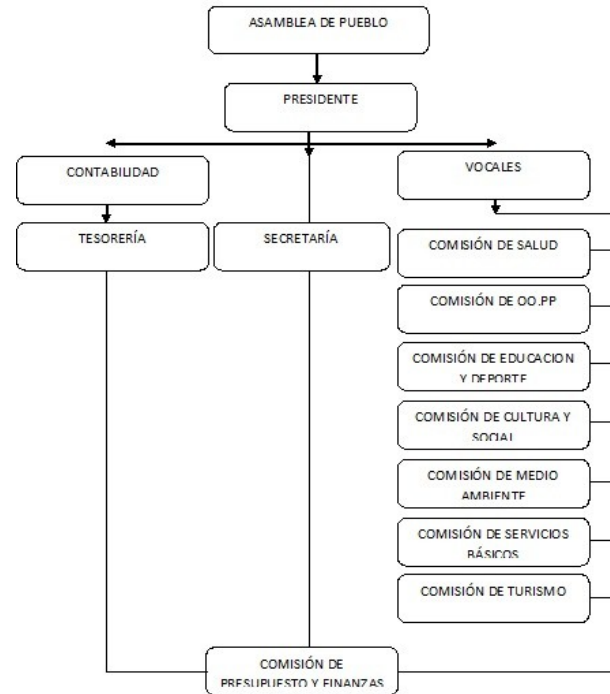 ASAMBLEA DE PUEBLO
PRESIDENTE
CONTABILIDAD
VOCALES
TESORERÍA
SECRETARÍA
COMISIÓN DE SALUD
COMISIÓN DE OO.PP
COMISIÓN DE EDUCACION
Y DEPORTE
COMISIÓN DE CULTURA Y
SOCIAL
COMISIÓN DE MEDIO
AMBIENTE
COMISIÓN DE SERVICIOS
BÁSICOS
COMISIÓN DE TURISMO
COMISIÓN DE
PRESUPUESTO Y FINANZAS